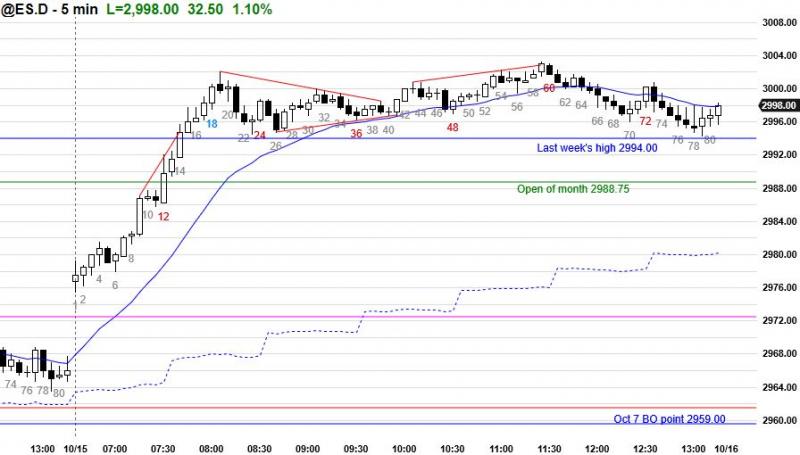 @ES.D - 5 min L=2,998.00 32.50 1.10%
3008.00
3004.00
3000.00
2998.00
2996.00
2992.00
2988.00
2984.00
2980.00
2976.00
2972.00
2968.00
2964.00
2960.00
Last week's high 2994.00
Open of month 2988.75
Oct 7 BO point 2959.00
74 76 78 80
2 4 6 8 10 12 14 16 18 20 22 24 26 28 30 32 34 36 38 40 42 44 46 48 50 52 54 56 58 60 62 64 66 68 70 72 74 76 78 80
13:00 10/15 07:00 07:30 08:00 08:30 09:00 09:30 10:00 10:30 11:00 11:30 12:00 12:30 13:00 10/16